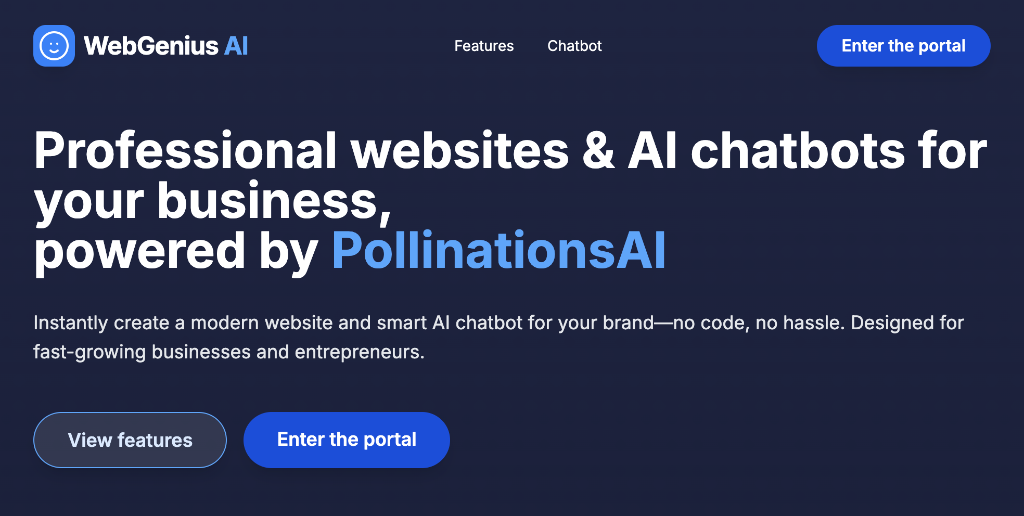 WebGenius AI
Features
Chatbot
Enter the portal
Professional websites & AI chatbots for
your business,
powered by PollinationsAI
Instantly create a modern website and smart AI chatbot for your brand—no code, no hassle. Designed for
fast-growing businesses and entrepreneurs.
View features
Enter the portal